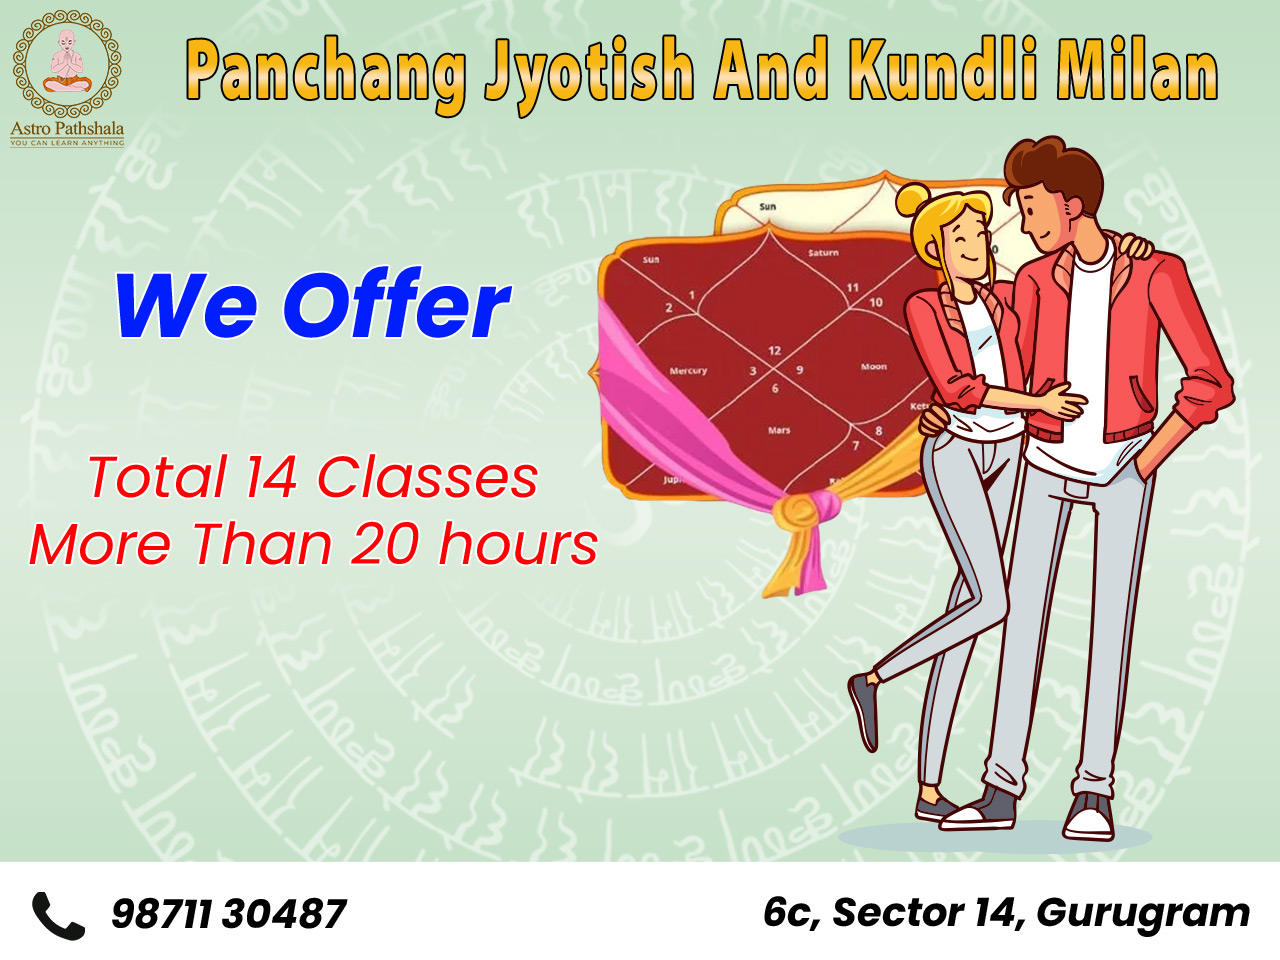 Astro Pathshala
YOU CAN LEARN ANYTHING
Panchang Jyotish And Kundli Milan
We Offer
Total 14 Classes
More Than 20 hours
Sun
Sun
Saturn
1
2
11
10
12
3
9
6
Mercury
Moon
Mars
8
7
98711 30487
6c, Sector 14, Gurugram